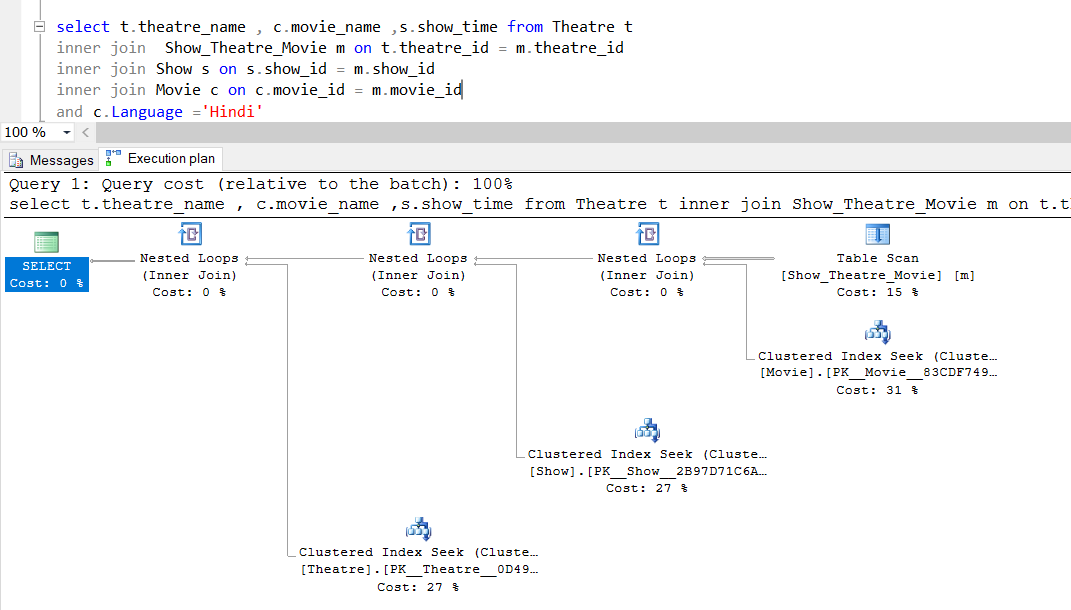 select t.theatre_name , c.movie_name ,s.show_time from Theatre t
inner join  Show_Theatre_Movie m on t.theatre_id = m.theatre_id
inner join Show s on s.show_id = m.show_id
inner join Movie c on c.movie_id = m.movie_id
and c.Language ='Hindi'
100 %
Messages Execution plan
Query 1: Query cost (relative to the batch): 100%
select t.theatre_name , c.movie_name ,s.show_time from Theatre t inner join Show_Theatre_Movie m on t.t
SELECT
Cost: 0 %
Nested Loops
(Inner Join)
Cost: 0 %
Nested Loops
(Inner Join)
Cost: 0 %
Nested Loops
(Inner Join)
Cost: 0 %
Table Scan
[Show_Theatre_Movie] [m]
Cost: 15 %
Clustered Index Seek (Cluste…
[Movie].[PK__Movie__83CDF749…
Cost: 31 %
Clustered Index Seek (Cluste…
[Show].[PK__Show__2B97D71C6A…
Cost: 27 %
Clustered Index Seek (Cluste…
[Theatre].[PK__Theatre__0D49…
Cost: 27 %